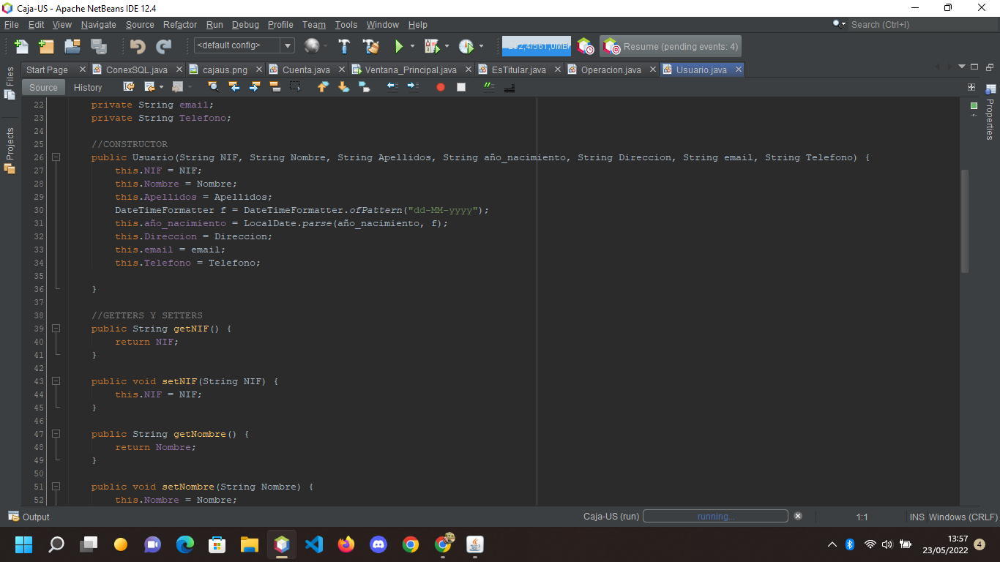 Caja-US - Apache NetBeans IDE 12.4
File Edit View Navigate Source Refactor Run Debug Profile Team Tools Window Help
Search (Ctrl+I)
<default config>
Resume (pending events: 4)
Files
Projects
Start Page
ConexSQL.java
cajaus.png
Cuenta.java
Ventana_Principal.java
EsTitular.java
Operacion.java
Usuario.java
Source History
Properties
22 private String email;
23 private String Telefono;
24
25 //CONSTRUCTOR
26 public Usuario(String NIF, String Nombre, String Apellidos, String año_nacimiento, String Direccion, String email, String Telefono) {
27 this.NIF = NIF;
28 this.Nombre = Nombre;
29 this.Apellidos = Apellidos;
30 DateTimeFormatter f = DateTimeFormatter.ofPattern("dd-MM-yyyy");
31 this.año_nacimiento = LocalDate.parse(año_nacimiento, f);
32 this.Direccion = Direccion;
33 this.email = email;
34 this.Telefono = Telefono;
35
36 }
37
38 //GETTERS Y SETTERS
39 public String getNIF() {
40 return NIF;
41 }
42
43 public void setNIF(String NIF) {
44 this.NIF = NIF;
45 }
46
47 public String getNombre() {
48 return Nombre;
49 }
50
51 public void setNombre(String Nombre) {
52 this.Nombre = Nombre;
Output
Caja-US (run)
running...
1:1
INS
Windows (CRLF)
13:57
23/05/2022
4